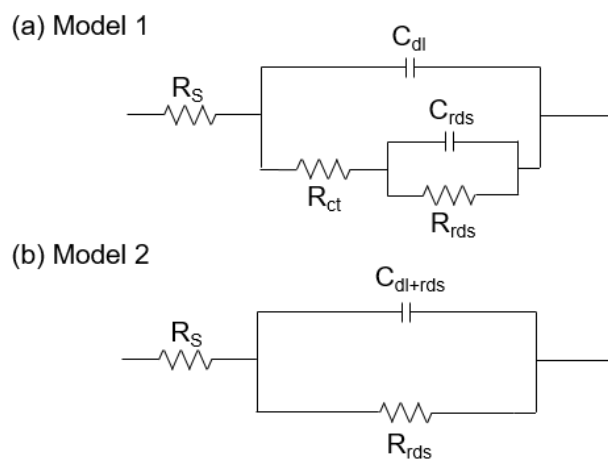 (a) Model 1
C_dl
R_S
C_rds
R_ct
R_rds
(b) Model 2
C_dl+rds
R_S
R_rds